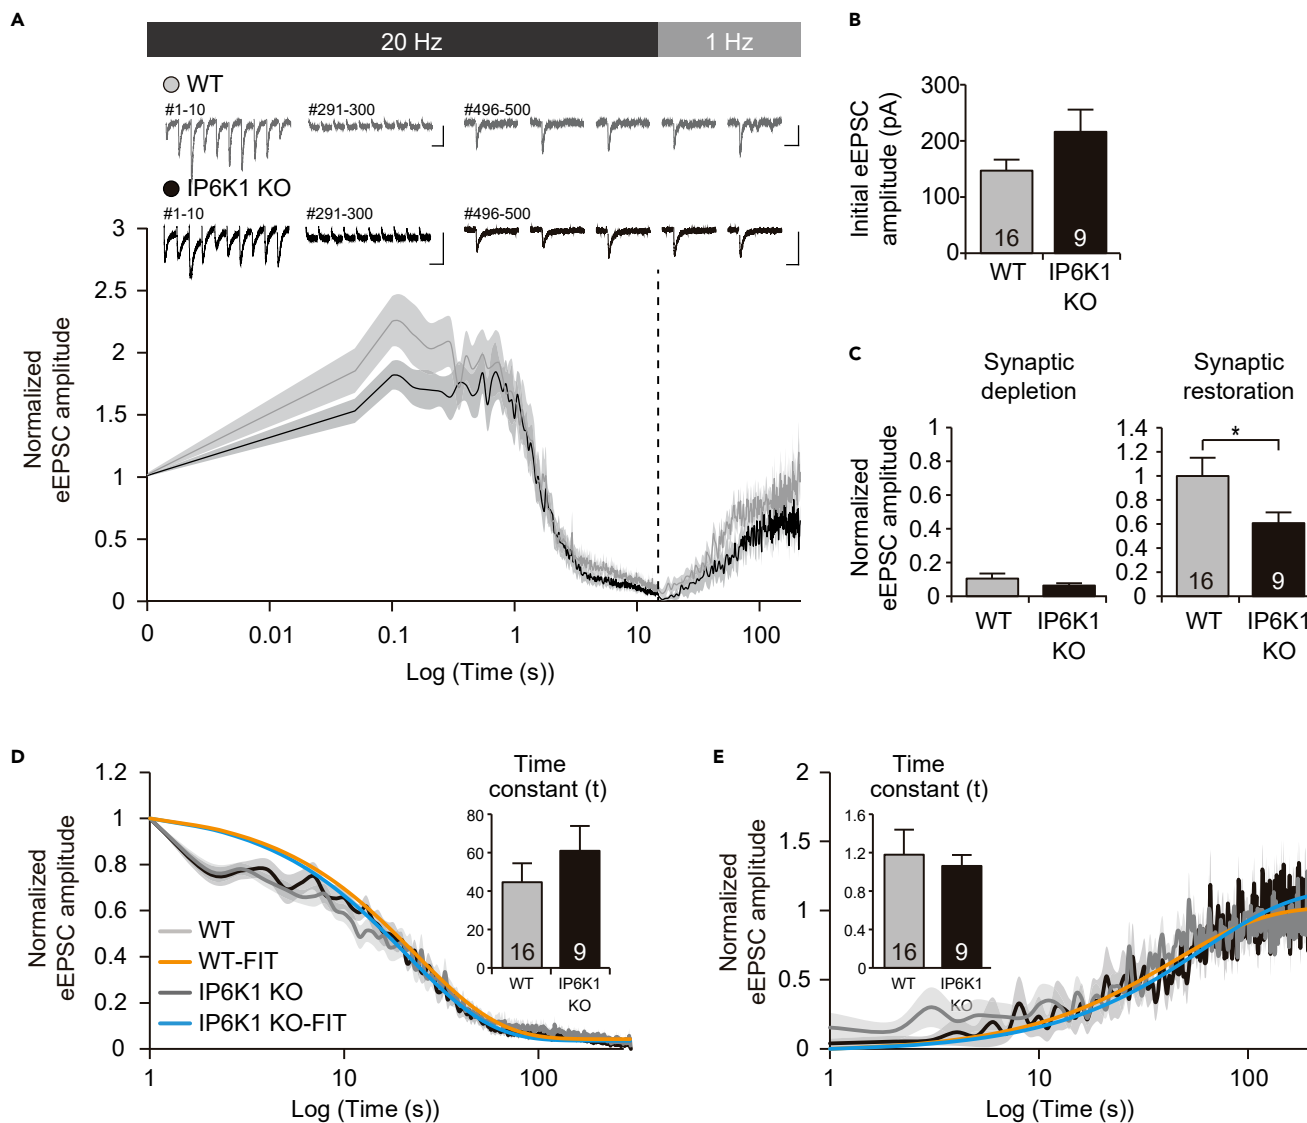 A
20 Hz
1 Hz
WT
#1-10
#291-300
#496-500
IP6K1 KO
#1-10
#291-300
#496-500
3
2.5
2
1.5
1
0.5
0
Normalized
eEPSC amplitude
0
0.01
0.1
1
10
100
Log (Time (s))
B
300
200
100
0
Initial eEPSC
amplitude (pA)
16
9
WT
IP6K1
KO
C
Synaptic
depletion
Normalized
eEPSC amplitude
1
0.8
0.6
0.4
0.2
0
WT
IP6K1
KO
Synaptic
restoration
1.4
1.2
1
0.8
0.6
0.4
0.2
0
*
16
9
WT
IP6K1
KO
D
1.2
1
0.8
0.6
0.4
0.2
0
Normalized
eEPSC amplitude
WT
WT-FIT
IP6K1 KO
IP6K1 KO-FIT
Time
constant (t)
80
60
40
20
0
16
9
WT
IP6K1
KO
1
10
100
Log (Time (s))
E
2
1.5
1
0.5
0
Normalized
eEPSC amplitude
Time
constant (t)
1.6
1.2
0.8
0.4
0
16
9
WT
IP6K1
KO
1
10
100
Log (Time (s))